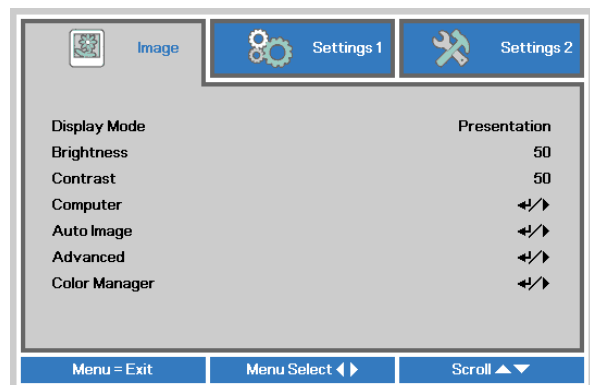 Image Settings 1 Settings 2
Display Mode Presentation
Brightness 50
Contrast 50
Computer ↵/▶
Auto Image ↵/▶
Advanced ↵/▶
Color Manager ↵/▶
Menu = Exit Menu Select ◀▶ Scroll ▲▼